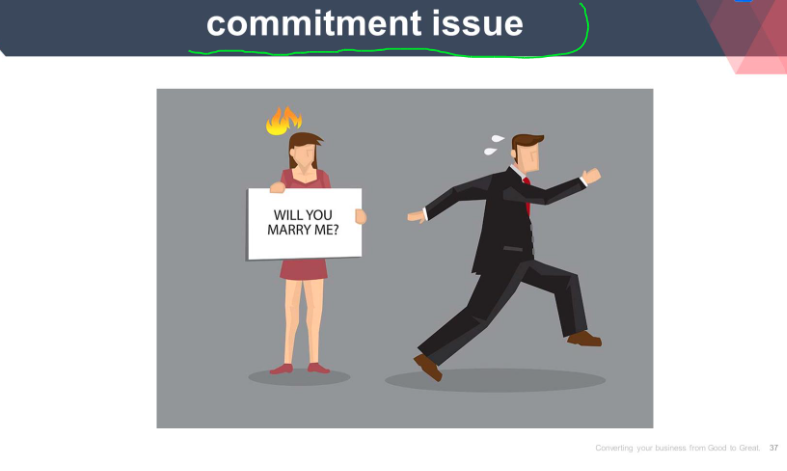 commitment issue
WILL YOU
MARRY ME?
Converting your business from Good to Great. 37